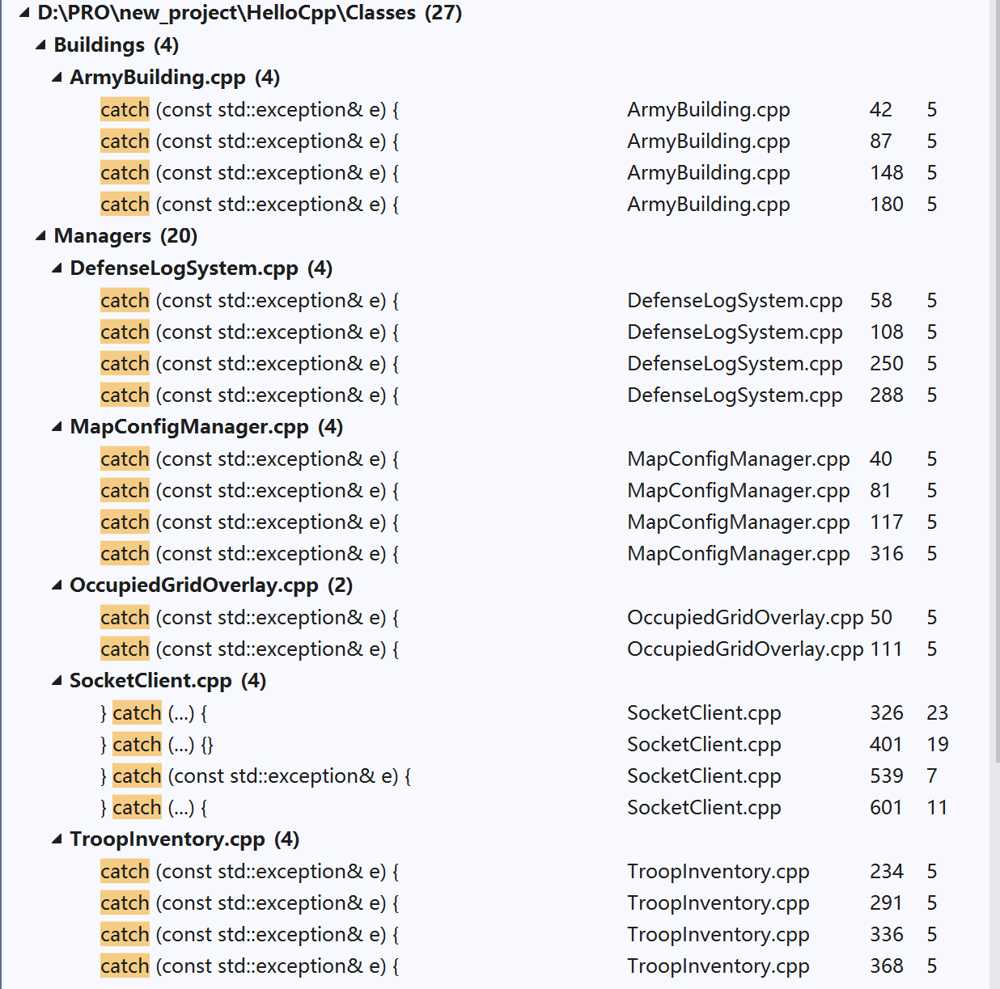 D:\PRO\new_project\HelloCpp\Classes (27)
Buildings (4)
ArmyBuilding.cpp (4)
catch (const std::exception& e) { ArmyBuilding.cpp 42 5
catch (const std::exception& e) { ArmyBuilding.cpp 87 5
catch (const std::exception& e) { ArmyBuilding.cpp 148 5
catch (const std::exception& e) { ArmyBuilding.cpp 180 5
Managers (20)
DefenseLogSystem.cpp (4)
catch (const std::exception& e) { DefenseLogSystem.cpp 58 5
catch (const std::exception& e) { DefenseLogSystem.cpp 108 5
catch (const std::exception& e) { DefenseLogSystem.cpp 250 5
catch (const std::exception& e) { DefenseLogSystem.cpp 288 5
MapConfigManager.cpp (4)
catch (const std::exception& e) { MapConfigManager.cpp 40 5
catch (const std::exception& e) { MapConfigManager.cpp 81 5
catch (const std::exception& e) { MapConfigManager.cpp 117 5
catch (const std::exception& e) { MapConfigManager.cpp 316 5
OccupiedGridOverlay.cpp (2)
catch (const std::exception& e) { OccupiedGridOverlay.cpp 50 5
catch (const std::exception& e) { OccupiedGridOverlay.cpp 111 5
SocketClient.cpp (4)
} catch (...) { SocketClient.cpp 326 23
} catch (...) {} SocketClient.cpp 401 19
} catch (const std::exception& e) { SocketClient.cpp 539 7
} catch (...) { SocketClient.cpp 601 11
TroopInventory.cpp (4)
catch (const std::exception& e) { TroopInventory.cpp 234 5
catch (const std::exception& e) { TroopInventory.cpp 291 5
catch (const std::exception& e) { TroopInventory.cpp 336 5
catch (const std::exception& e) { TroopInventory.cpp 368 5